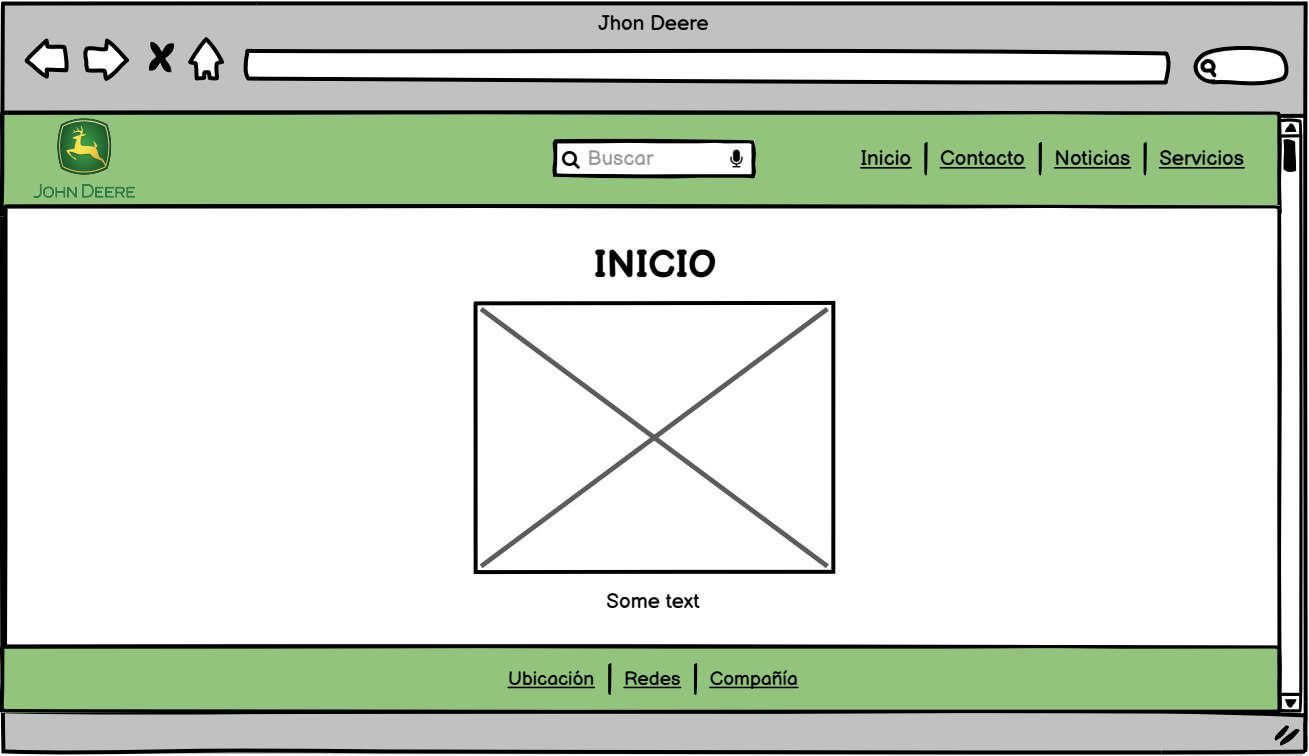 Jhon Deere
JOHN DEERE
Buscar
Inicio Contacto Noticias Servicios
INICIO
Some text
Ubicación Redes Compañía